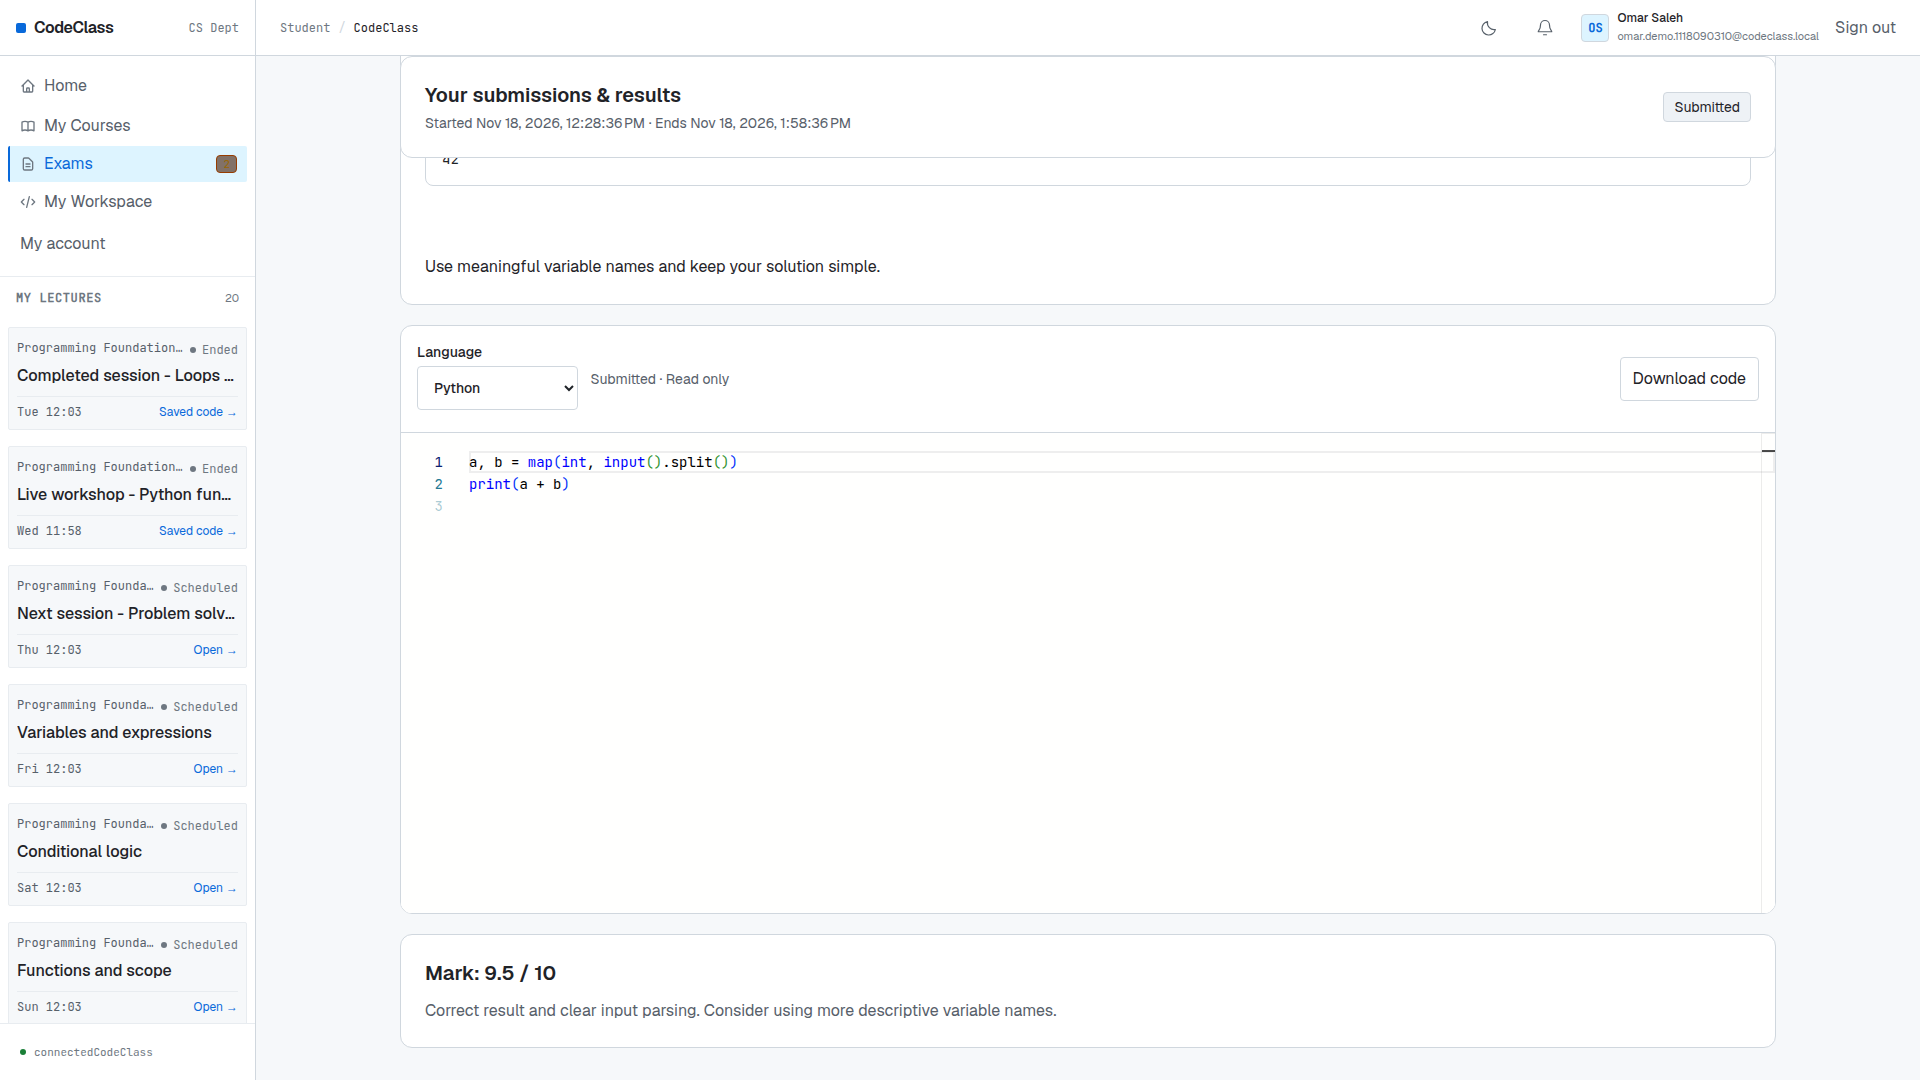 CodeClass
CS Dept
Student / CodeClass
OS
Omar Saleh
omar.demo.1118090310@codeclass.local
Sign out
Home
My Courses
Exams
My Workspace
My account
MY LECTURES
20
Programming Foundation… Ended
Completed session - Loops …
Tue 12:03
Saved code →
Programming Foundation… Ended
Live workshop - Python fun…
Wed 11:58
Saved code →
Programming Founda… Scheduled
Next session - Problem solv…
Thu 12:03
Open →
Programming Founda… Scheduled
Variables and expressions
Fri 12:03
Open →
Programming Founda… Scheduled
Conditional logic
Sat 12:03
Open →
Programming Founda… Scheduled
Functions and scope
Sun 12:03
Open →
connectedCodeClass
Your submissions & results
Started Nov 18, 2026, 12:28:36 PM · Ends Nov 18, 2026, 1:58:36 PM
Submitted
42
Use meaningful variable names and keep your solution simple.
Language
Python
Submitted · Read only
Download code
1 a, b = map(int, input().split())
2 print(a + b)
3
Mark: 9.5 / 10
Correct result and clear input parsing. Consider using more descriptive variable names.